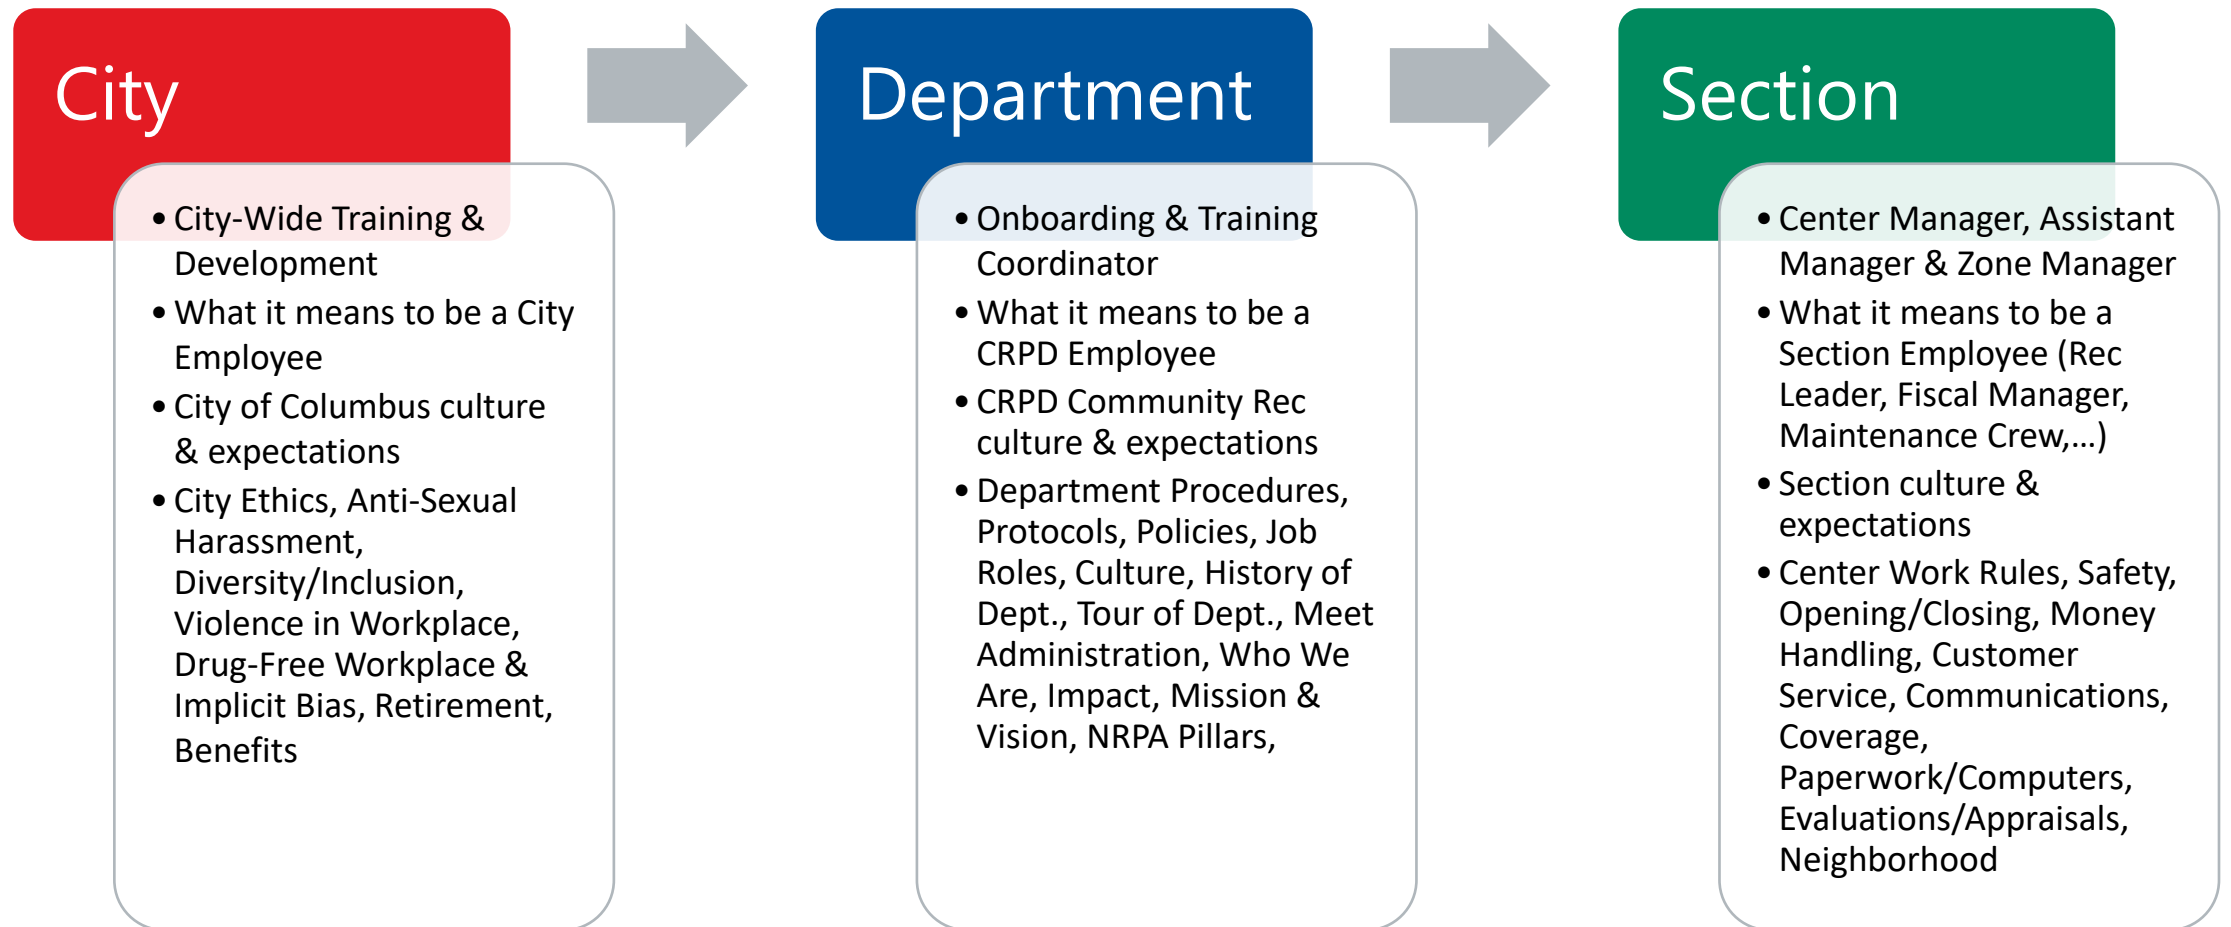 City
• City-Wide Training &
Development
• What it means to be a City
Employee
• City of Columbus culture
& expectations
• City Ethics, Anti-Sexual
Harassment,
Diversity/Inclusion,
Violence in Workplace,
Drug-Free Workplace &
Implicit Bias, Retirement,
Benefits
Department
• Onboarding & Training
Coordinator
• What it means to be a
CRPD Employee
• CRPD Community Rec
culture & expectations
• Department Procedures,
Protocols, Policies, Job
Roles, Culture, History of
Dept., Tour of Dept., Meet
Administration, Who We
Are, Impact, Mission &
Vision, NRPA Pillars,
Section
• Center Manager, Assistant
Manager & Zone Manager
• What it means to be a
Section Employee (Rec
Leader, Fiscal Manager,
Maintenance Crew,...)
• Section culture &
expectations
• Center Work Rules, Safety,
Opening/Closing, Money
Handling, Customer
Service, Communications,
Coverage,
Paperwork/Computers,
Evaluations/Appraisals,
Neighborhood